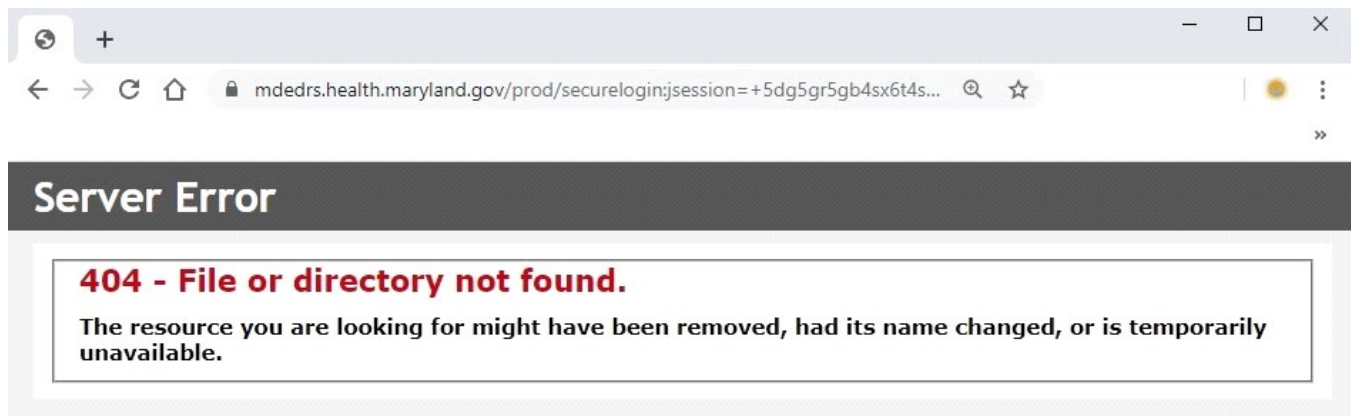 mdedrs.health.maryland.gov/prod/securelogin:jsession=+5dg5gr5gb4sx6t4s...
Server Error
404 - File or directory not found.
The resource you are looking for might have been removed, had its name changed, or is temporarily
unavailable.